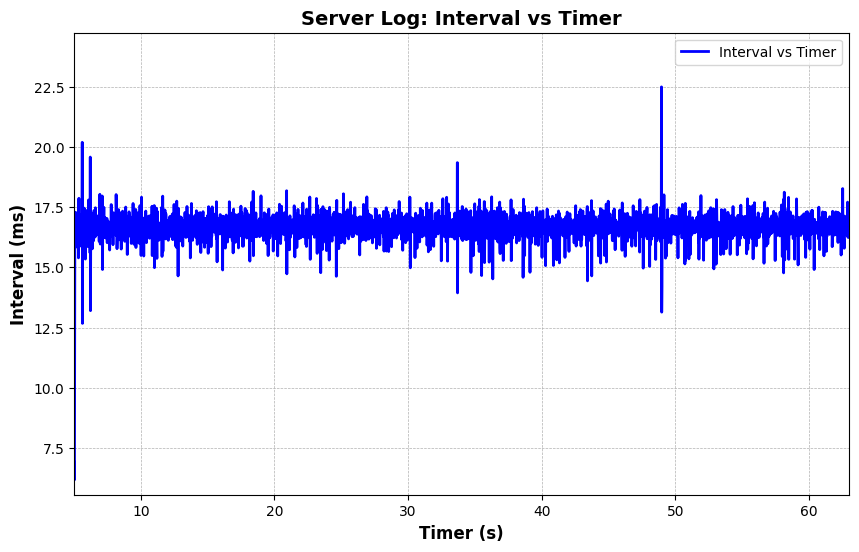 Server Log: Interval vs Timer
Interval vs Timer
Interval (ms)
22.5
20.0
17.5
15.0
12.5
10.0
7.5
10 20 30 40 50 60
Timer (s)